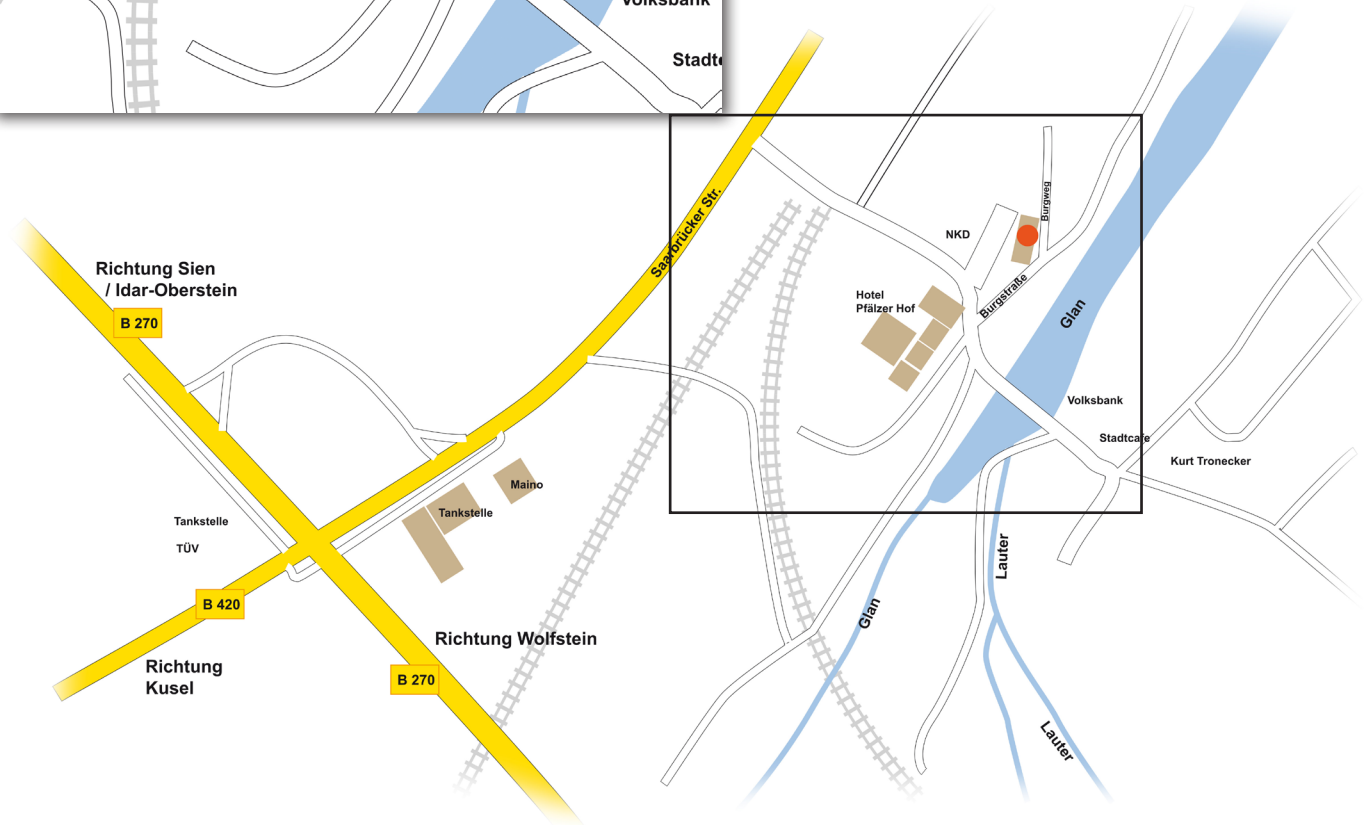 Volksbank
Stadtc
Saarbrücker Str.
Richtung Sien
/ Idar-Oberstein
B 270
NKD
Burgweg
Burgstraße
Hotel
Pfälzer Hof
Glan
Volksbank
Stadtcafe
Kurt Tronecker
Maino
Tankstelle
Tankstelle
TÜV
B 420
Richtung
Kusel
Richtung Wolfstein
B 270
Glan
Lauter
Lauter